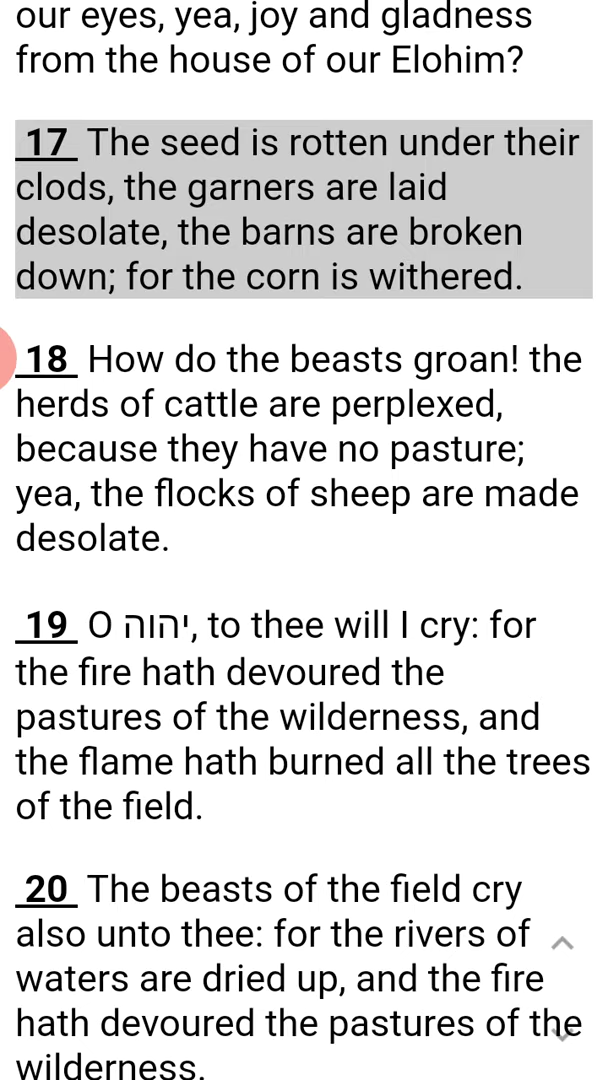 our eyes, yea, joy and gladness
from the house of our Elohim?
17 The seed is rotten under their
clods, the garners are laid
desolate, the barns are broken
down; for the corn is withered.
18 How do the beasts groan! the
herds of cattle are perplexed,
because they have no pasture;
yea, the flocks of sheep are made
desolate.
19 O יהוה, to thee will I cry: for
the fire hath devoured the
pastures of the wilderness, and
the flame hath burned all the trees
of the field.
20 The beasts of the field cry
also unto thee: for the rivers of
waters are dried up, and the fire
hath devoured the pastures of the
wilderness.